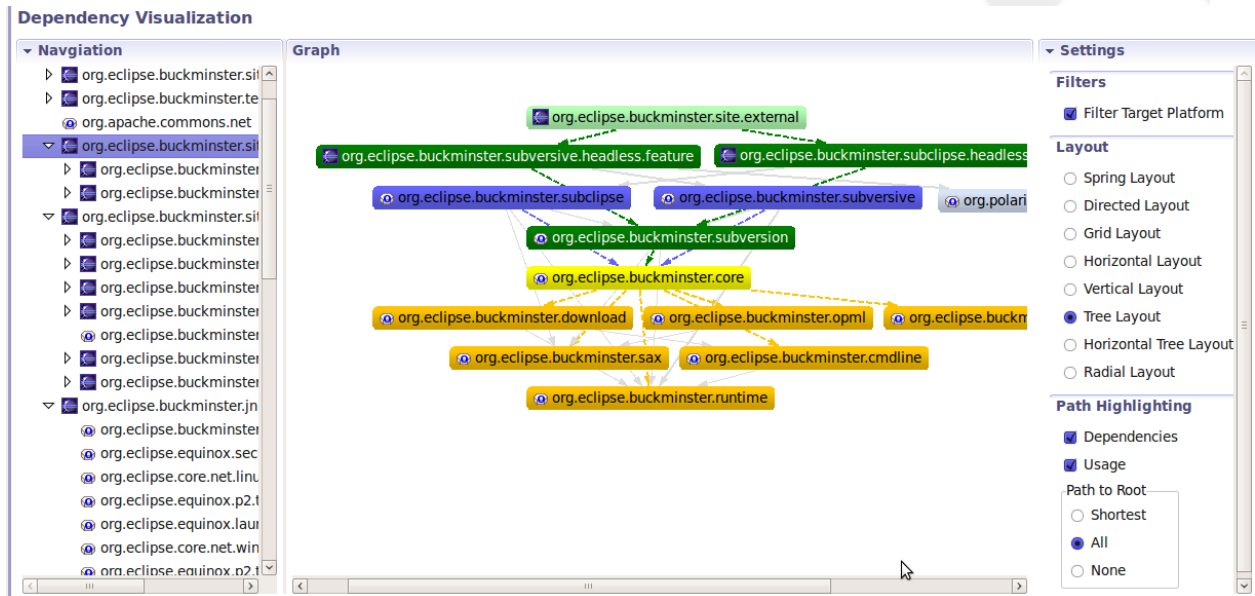 Dependency Visualization
Navgiation
org.eclipse.buckminster.sit
org.eclipse.buckminster.te
org.apache.commons.net
org.eclipse.buckminster.sit
org.eclipse.buckminster
org.eclipse.buckminster
org.eclipse.buckminster.sit
org.eclipse.buckminster
org.eclipse.buckminster
org.eclipse.buckminster
org.eclipse.buckminster
org.eclipse.buckminster
org.eclipse.buckminster
org.eclipse.buckminster
org.eclipse.buckminster.jn
org.eclipse.buckminster
org.eclipse.equinox.sec
org.eclipse.core.net.linu
org.eclipse.equinox.p2.t
org.eclipse.equinox.laur
org.eclipse.core.net.win
org.eclipse.equinox.p2.t
Graph
org.eclipse.buckminster.site.external
org.eclipse.buckminster.subversive.headless.feature
org.eclipse.buckminster.subclipse.headless
org.eclipse.buckminster.subclipse
org.eclipse.buckminster.subversive
org.polari
org.eclipse.buckminster.subversion
org.eclipse.buckminster.core
org.eclipse.buckminster.download
org.eclipse.buckminster.opml
org.eclipse.buckm
org.eclipse.buckminster.sax
org.eclipse.buckminster.cmdline
org.eclipse.buckminster.runtime
Settings
Filters
Filter Target Platform
Layout
Spring Layout
Directed Layout
Grid Layout
Horizontal Layout
Vertical Layout
Tree Layout
Horizontal Tree Layout
Radial Layout
Path Highlighting
Dependencies
Usage
Path to Root
Shortest
All
None